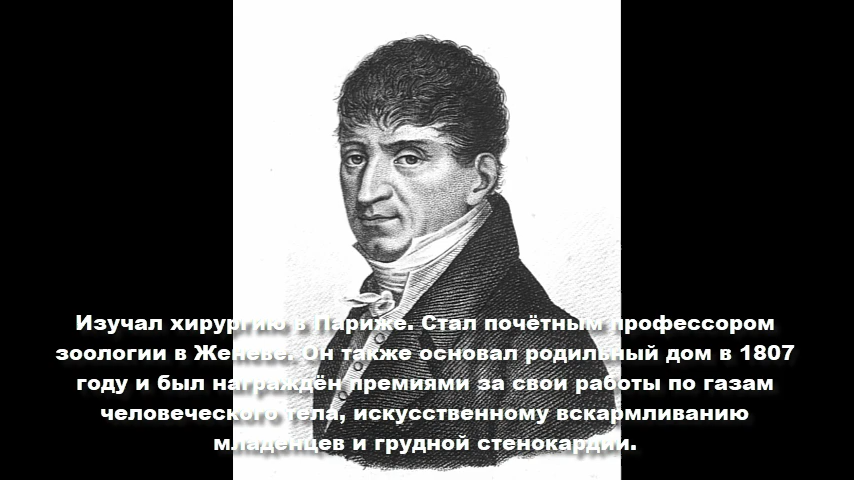 Изучал хирургию в Париже. Стал почётным профессором
зоологии в Женеве. Он также основал родильный дом в 1807
году и был награждён премиями за свои работы по газам
человеческого тела, искусственному вскармливанию
младенцев и грудной стенокардии.